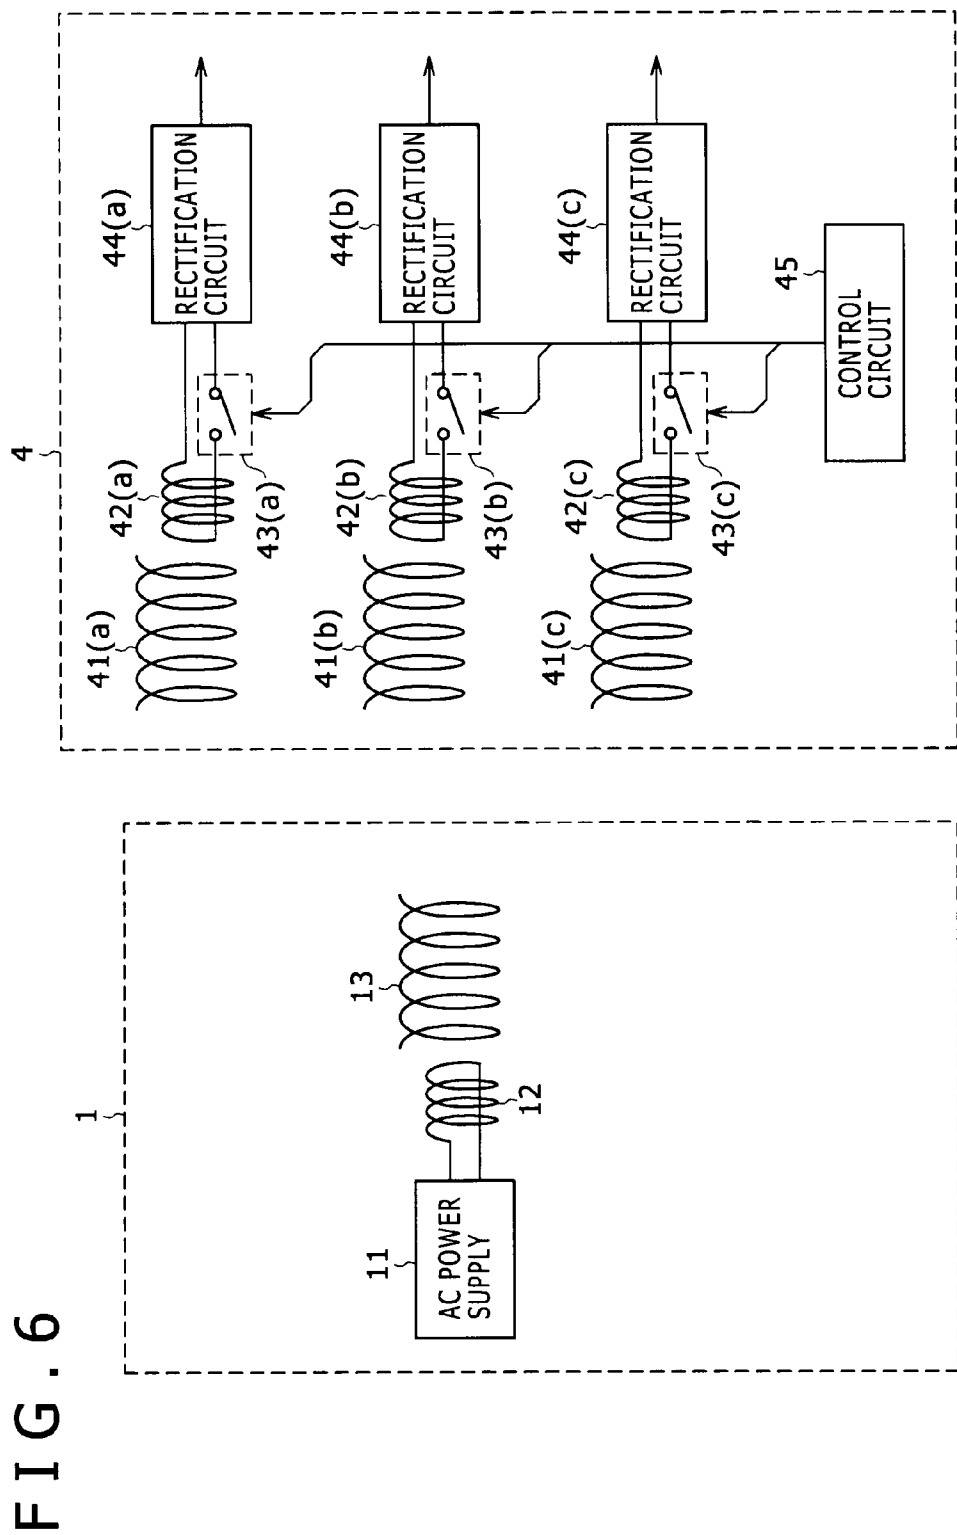 FIG. 6
1
11
AC POWER
SUPPLY
12
13
4
41(a)
42(a)
43(a)
44(a)
RECTIFICATION
CIRCUIT
41(b)
42(b)
43(b)
44(b)
RECTIFICATION
CIRCUIT
41(c)
42(c)
43(c)
44(c)
RECTIFICATION
CIRCUIT
45
CONTROL
CIRCUIT